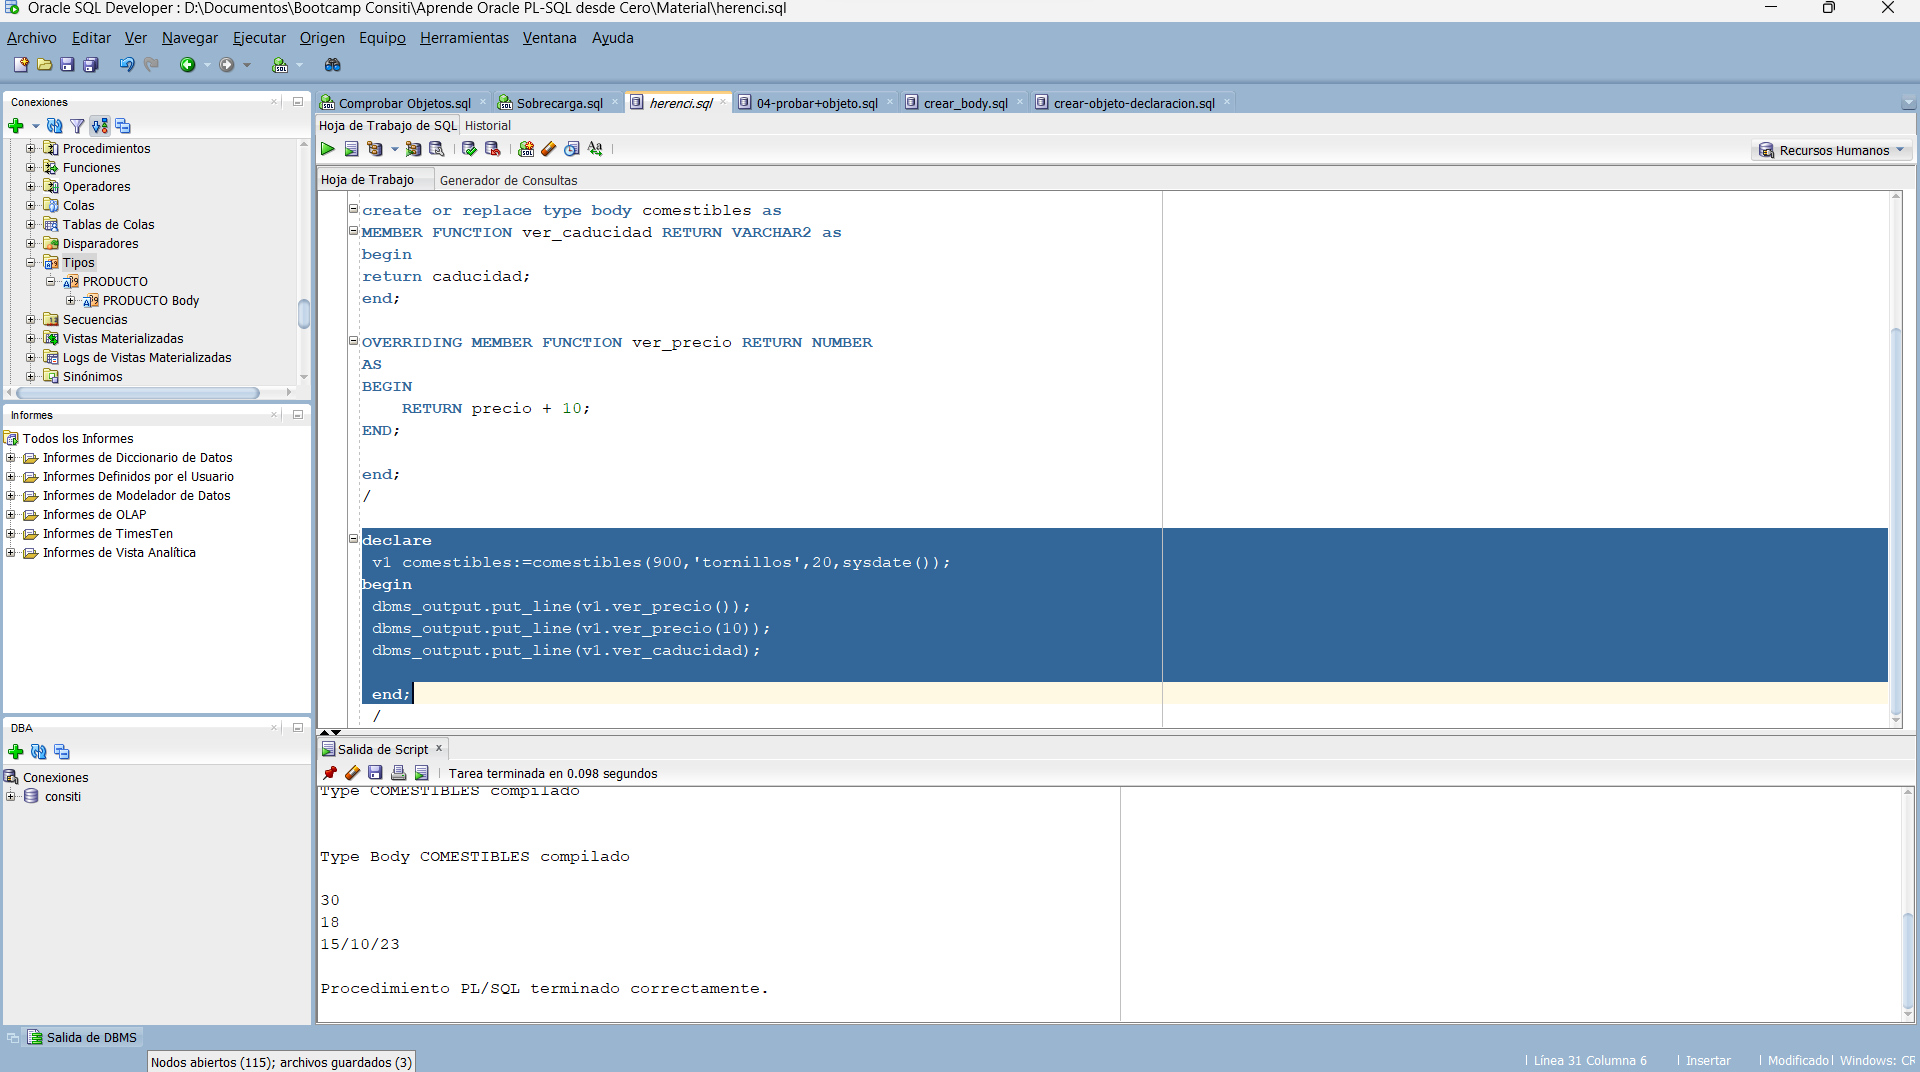 Oracle SQL Developer : D:\Documentos\Bootcamp Consiti\Aprende Oracle PL-SQL desde Cero\Material\herenci.sql
Archivo Editar Ver Navegar Ejecutar Origen Equipo Herramientas Ventana Ayuda
Conexiones
Procedimientos
Funciones
Operadores
Colas
Tablas de Colas
Disparadores
Tipos
PRODUCTO
PRODUCTO Body
Secuencias
Vistas Materializadas
Logs de Vistas Materializadas
Sinónimos
Informes
Todos los Informes
Informes de Diccionario de Datos
Informes Definidos por el Usuario
Informes de Modelador de Datos
Informes de OLAP
Informes de TimesTen
Informes de Vista Analítica
DBA
Conexiones
consiti
Comprobar Objetos.sql Sobrecarga.sql herenci.sql 04-probar+objeto.sql crear_body.sql crear-objeto-declaracion.sql
Hoja de Trabajo de SQL Historial
Recursos Humanos
Hoja de Trabajo Generador de Consultas
create or replace type body comestibles as
MEMBER FUNCTION ver_caducidad RETURN VARCHAR2 as
begin
return caducidad;
end;
OVERRIDING MEMBER FUNCTION ver_precio RETURN NUMBER
AS
BEGIN
RETURN precio + 10;
END;
end;
/
declare
v1 comestibles:=comestibles(900,'tornillos',20,sysdate());
begin
dbms_output.put_line(v1.ver_precio());
dbms_output.put_line(v1.ver_precio(10));
dbms_output.put_line(v1.ver_caducidad);
end;
/
Salida de Script
Tarea terminada en 0.098 segundos
Type COMESTIBLES compilado
Type Body COMESTIBLES compilado
30
18
15/10/23
Procedimiento PL/SQL terminado correctamente.
Salida de DBMS
Nodos abiertos (115); archivos guardados (3)
Línea 31 Columna 6 Insertar Modificado Windows: CR